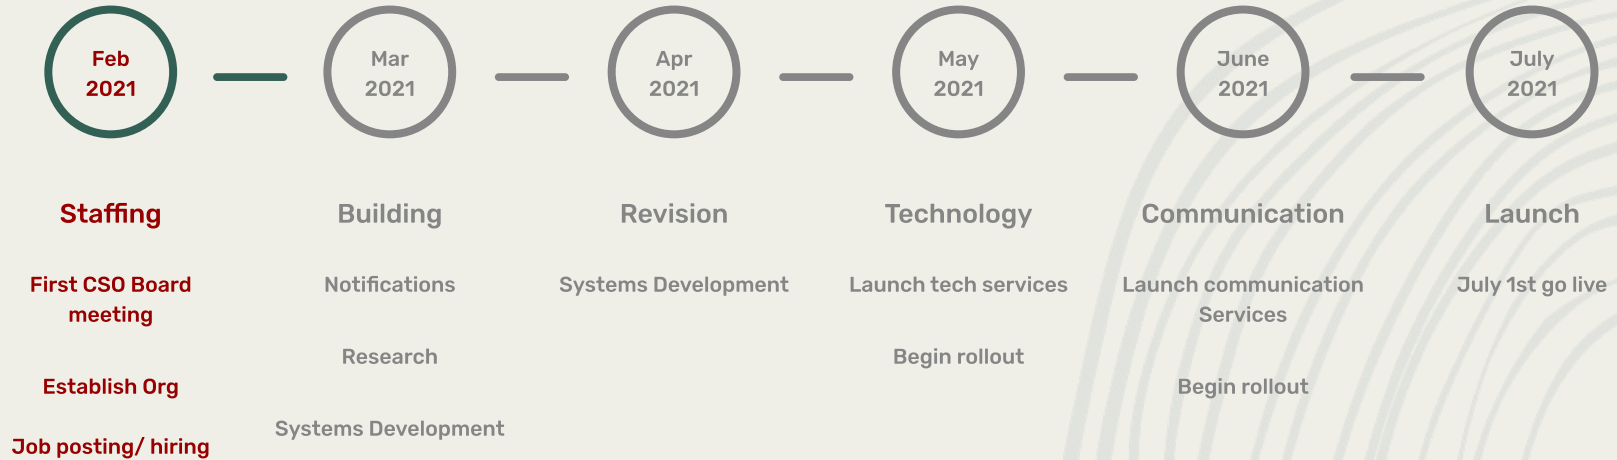 Feb
2021
Mar
2021
Apr
2021
May
2021
June
2021
July
2021
Staffing
Building
Revision
Technology
Communication
Launch
First CSO Board
meeting
Establish Org
Job posting/ hiring
Notifications
Research
Systems Development
Systems Development
Launch tech services
Begin rollout
Launch communication
Services
Begin rollout
July 1st go live